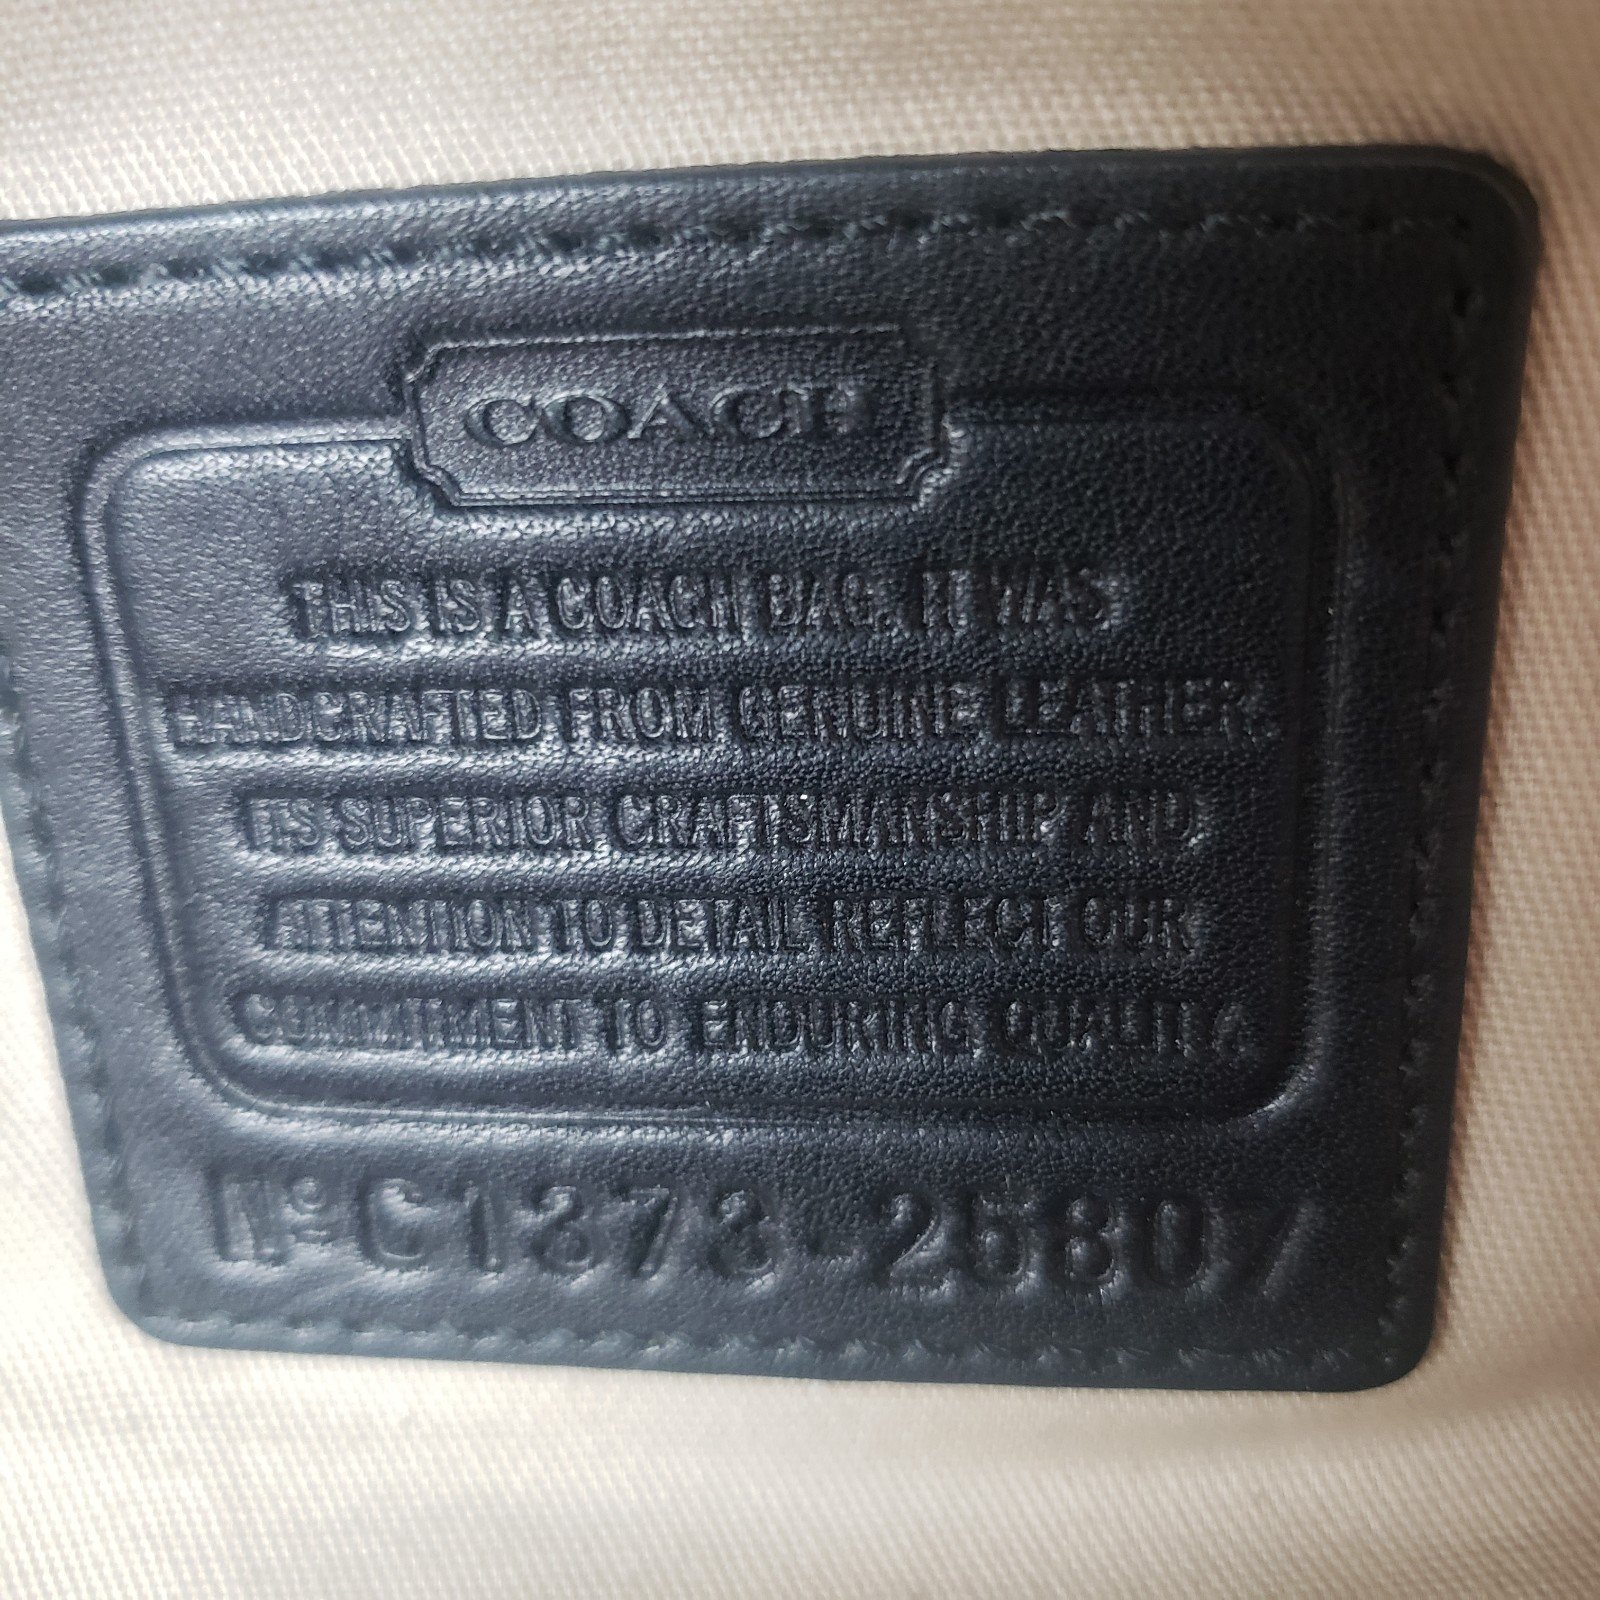 COACH
THIS IS A COACH BAG. IT WAS
HANDCRAFTED FROM GENUINE LEATHER.
ITS SUPERIOR CRAFTSMANSHIP AND
ATTENTION TO DETAIL REFLECT OUR
COMMITMENT TO ENDURING QUALITY.
Nº C1373-25807